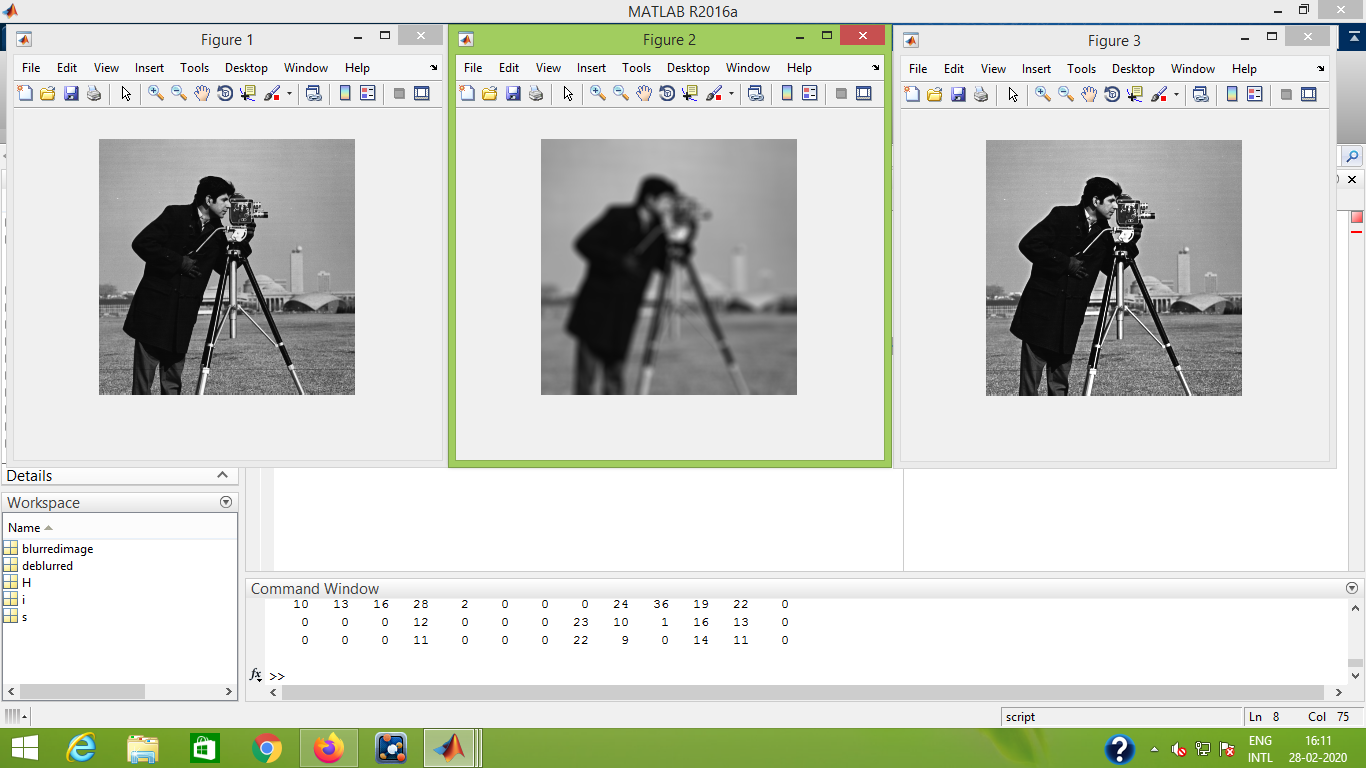 MATLAB R2016a
Figure 1
File Edit View Insert Tools Desktop Window Help
Figure 2
File Edit View Insert Tools Desktop Window Help
Figure 3
File Edit View Insert Tools Desktop Window Help
Details
Workspace
Name
blurredimage
deblurred
H
i
s
Command Window
10 13 16 28 2 0 0 0 24 36 19 22 0
0 0 0 12 0 0 0 23 10 1 16 13 0
0 0 0 11 0 0 0 22 9 0 14 11 0
fx >>
script
Ln 8 Col 75
ENG
INTL
16:11
28-02-2020